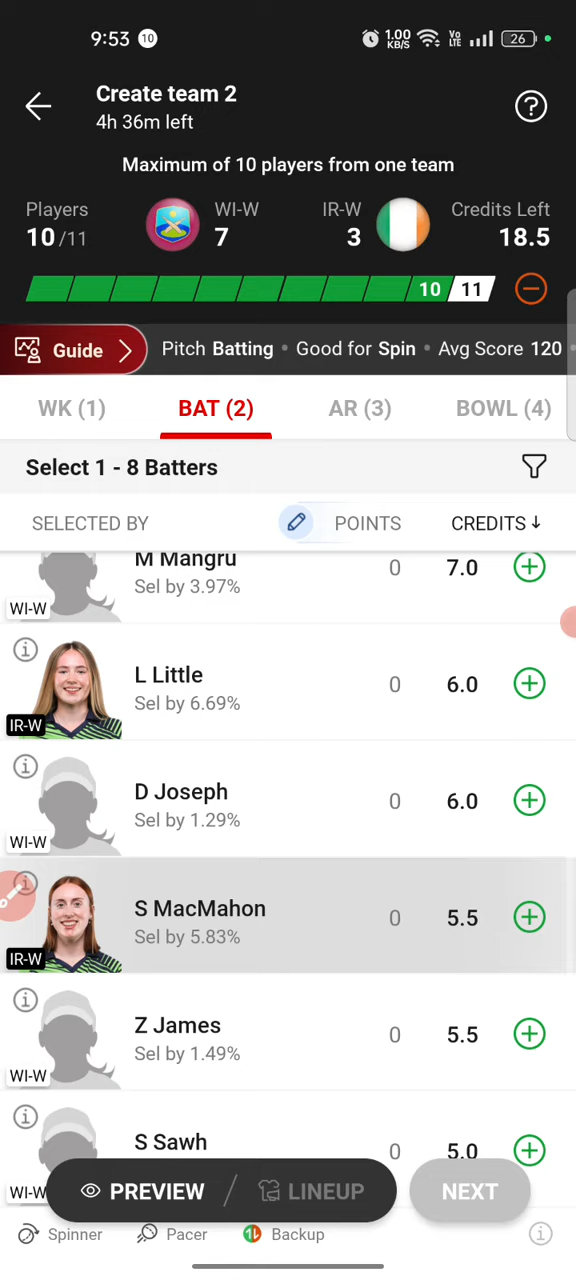 9:53 10 1.00 KB/S Vo LTE 26
Create team 2
4h 36m left
Maximum of 10 players from one team
Players WI-W IR-W Credits Left
10/11 7 3 18.5
10 11
Guide Pitch Batting • Good for Spin • Avg Score 120
WK (1) BAT (2) AR (3) BOWL (4)
Select 1 - 8 Batters
SELECTED BY POINTS CREDITS ↓
M Mangru 0 7.0
Sel by 3.97%
WI-W
L Little 0 6.0
Sel by 6.69%
IR-W
D Joseph 0 6.0
Sel by 1.29%
WI-W
S MacMahon 0 5.5
Sel by 5.83%
IR-W
Z James 0 5.5
Sel by 1.49%
WI-W
S Sawh 0 5.0
WI-W
PREVIEW / LINEUP NEXT
Spinner Pacer Backup